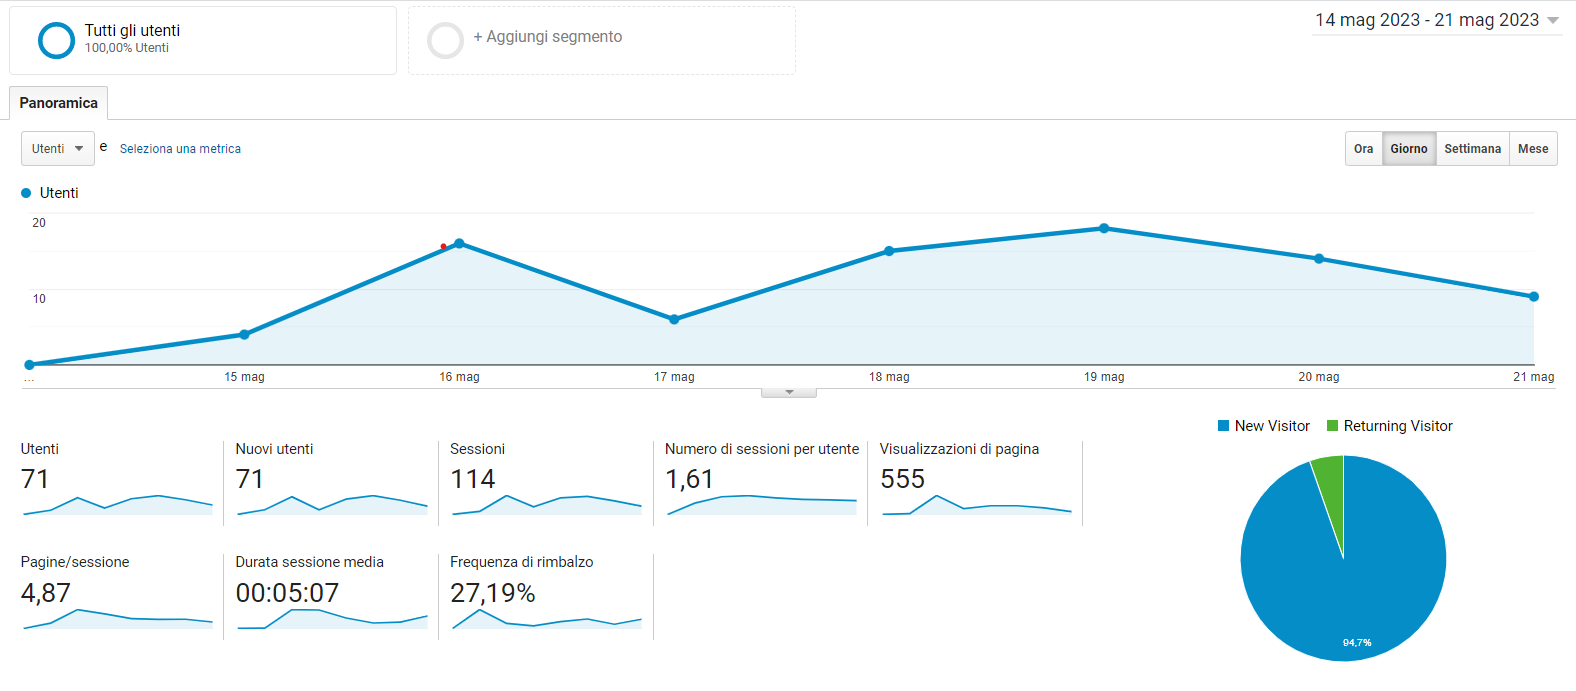 Tutti gli utenti
100,00% Utenti
+ Aggiungi segmento
14 mag 2023 - 21 mag 2023
Panoramica
Utenti e Seleziona una metrica
Ora Giorno Settimana Mese
Utenti
20
10
... 15 mag 16 mag 17 mag 18 mag 19 mag 20 mag 21 mag
New Visitor Returning Visitor
Utenti
71
Nuovi utenti
71
Sessioni
114
Numero di sessioni per utente
1,61
Visualizzazioni di pagina
555
Pagine/sessione
4,87
Durata sessione media
00:05:07
Frequenza di rimbalzo
27,19%
94,7%